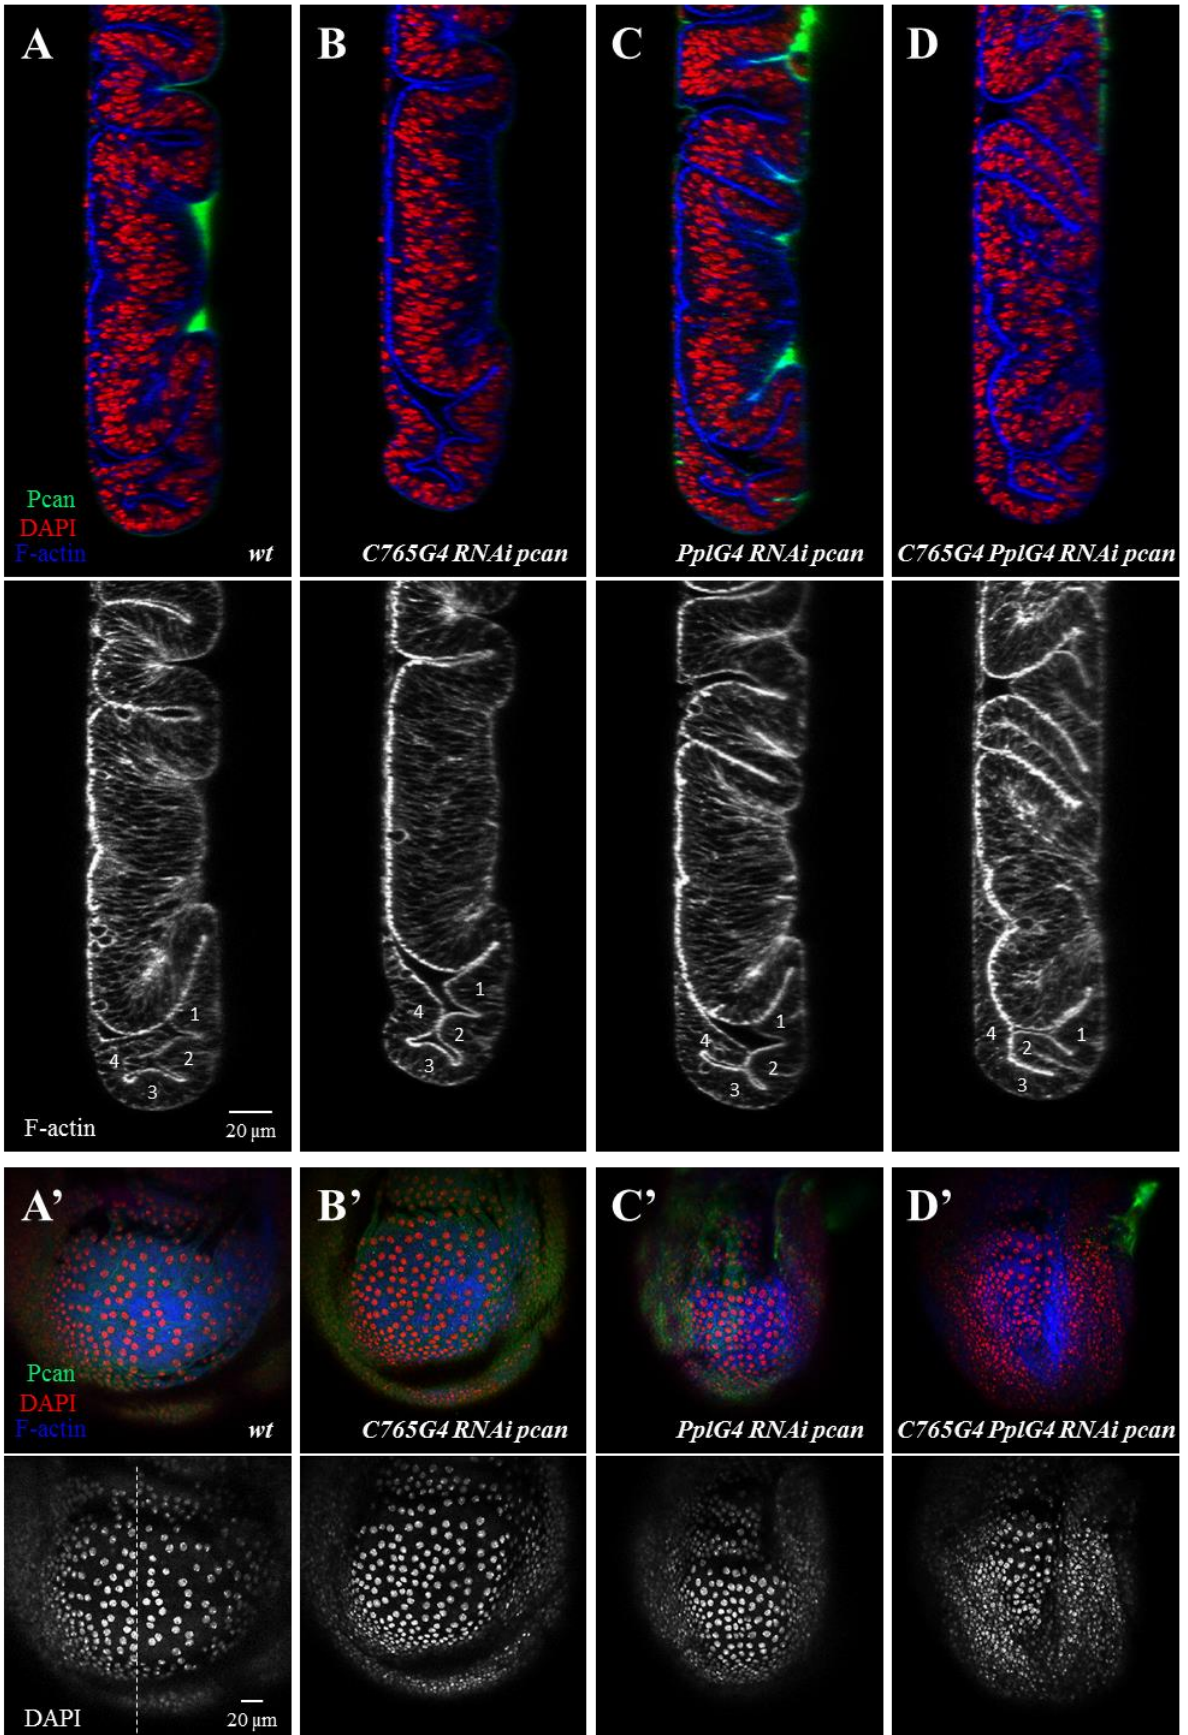 A
B
C
D
Pcan
DAPI
F-actin
wt
C765G4 RNAi pcan
PplG4 RNAi pcan
C765G4 PplG4 RNAi pcan
1
2
3
4
F-actin
20 µm
1
2
3
4
1
2
3
4
1
2
3
4
A’
B’
C’
D’
Pcan
DAPI
F-actin
wt
C765G4 RNAi pcan
PplG4 RNAi pcan
C765G4 PplG4 RNAi pcan
DAPI
20 µm